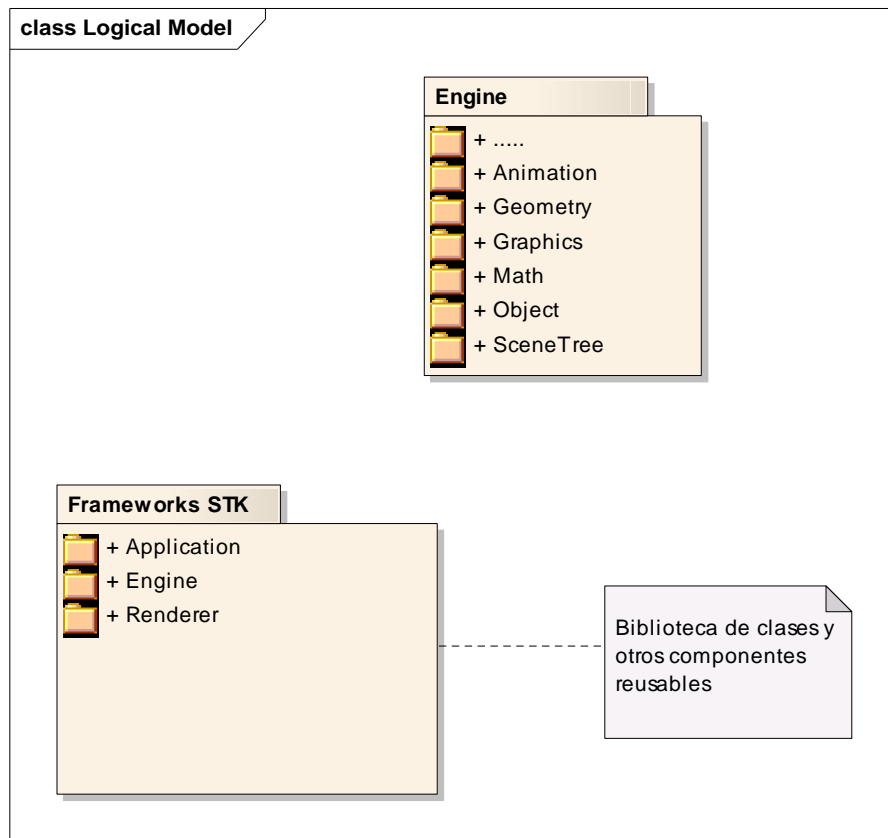 class Logical Model
Engine
+ .....
+ Animation
+ Geometry
+ Graphics
+ Math
+ Object
+ SceneTree
Frameworks STK
+ Application
+ Engine
+ Renderer
Biblioteca de clases y
otros componentes
reusables